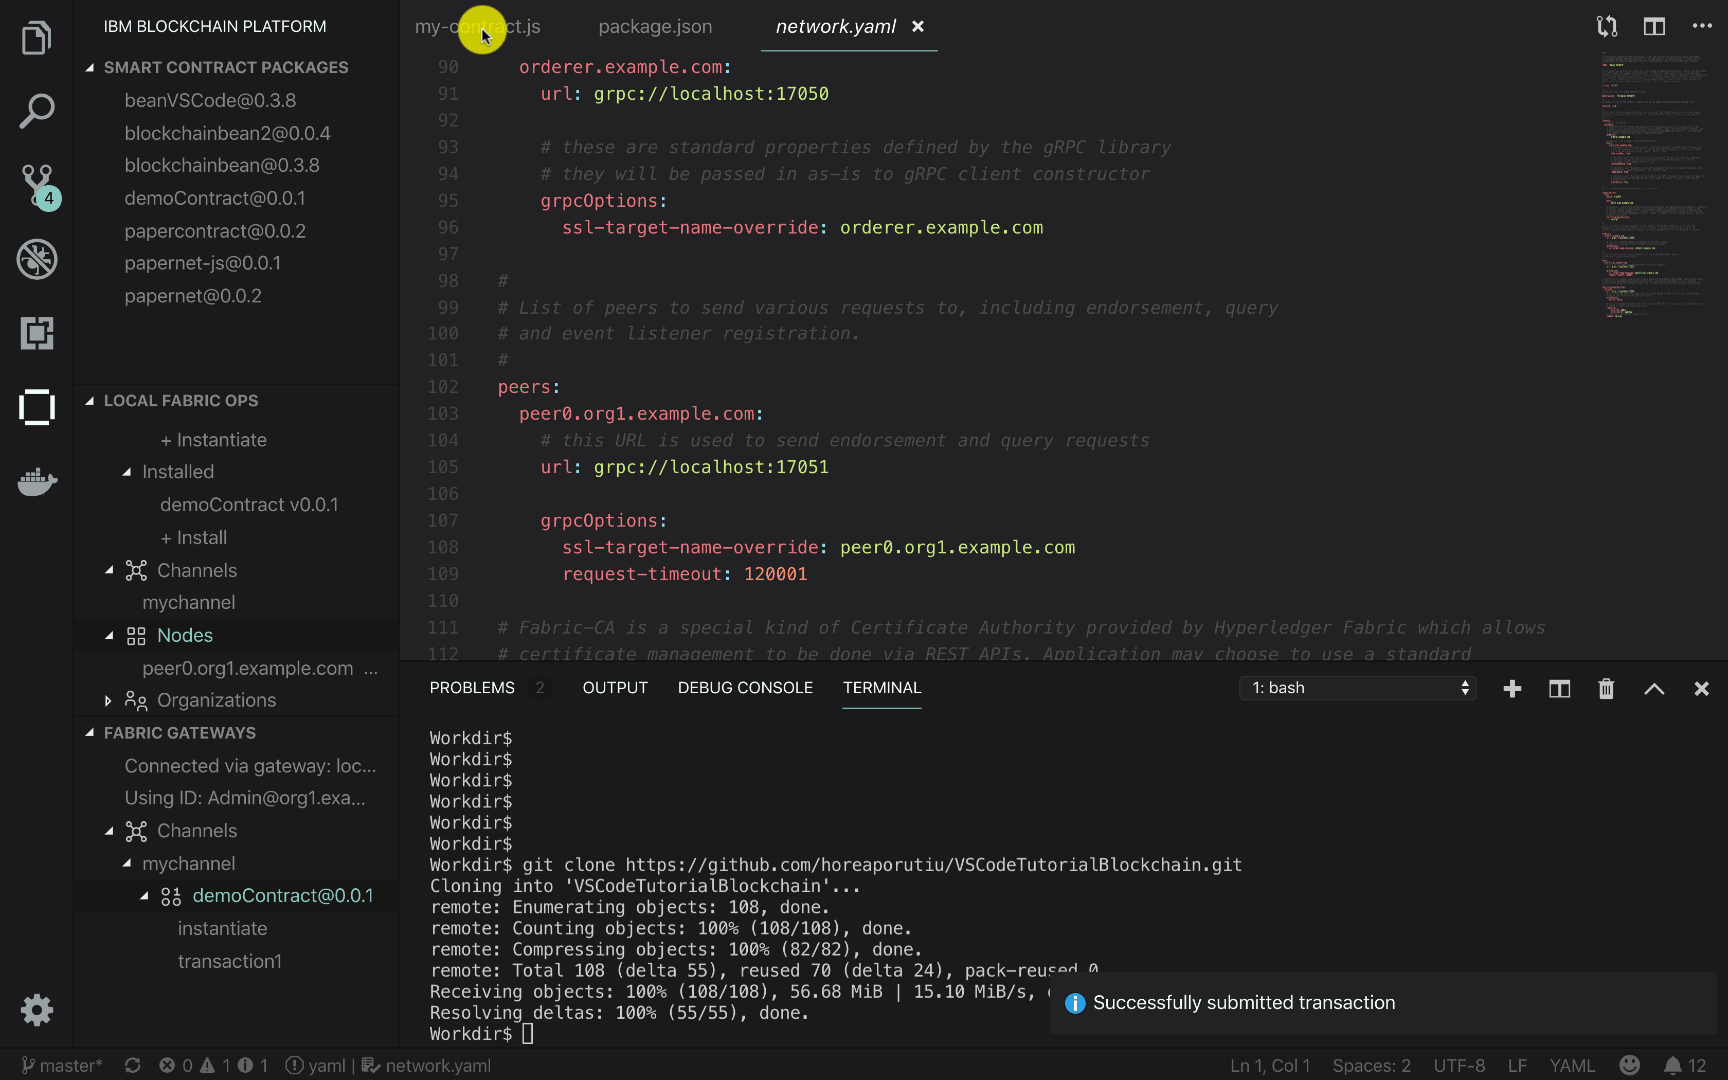 IBM BLOCKCHAIN PLATFORM
SMART CONTRACT PACKAGES
beanVSCode@0.3.8
blockchainbean2@0.0.4
blockchainbean@0.3.8
demoContract@0.0.1
papercontract@0.0.2
papernet-js@0.0.1
papernet@0.0.2
4
LOCAL FABRIC OPS
+ Instantiate
Installed
demoContract v0.0.1
+ Install
Channels
mychannel
Nodes
peer0.org1.example.com ...
Organizations
FABRIC GATEWAYS
Connected via gateway: loc...
Using ID: Admin@org1.exa...
Channels
mychannel
demoContract@0.0.1
instantiate
transaction1
my-contract.js package.json network.yaml
90 orderer.example.com:
91 url: grpc://localhost:17050
92
93 # these are standard properties defined by the gRPC library
94 # they will be passed in as-is to gRPC client constructor
95 grpcOptions:
96 ssl-target-name-override: orderer.example.com
97
98 #
99 # List of peers to send various requests to, including endorsement, query
100 # and event listener registration.
101 #
102 peers:
103 peer0.org1.example.com:
104 # this URL is used to send endorsement and query requests
105 url: grpc://localhost:17051
106
107 grpcOptions:
108 ssl-target-name-override: peer0.org1.example.com
109 request-timeout: 120001
110
111 # Fabric-CA is a special kind of Certificate Authority provided by Hyperledger Fabric which allows
112 # certificate management to be done via REST APIs. Application may choose to use a standard
PROBLEMS 2 OUTPUT DEBUG CONSOLE TERMINAL 1: bash
Workdir$
Workdir$
Workdir$
Workdir$
Workdir$
Workdir$
Workdir$ git clone https://github.com/horeaporutiu/VSCodeTutorialBlockchain.git
Cloning into 'VSCodeTutorialBlockchain'...
remote: Enumerating objects: 108, done.
remote: Counting objects: 100% (108/108), done.
remote: Compressing objects: 100% (82/82), done.
remote: Total 108 (delta 55), reused 70 (delta 24), pack-reused 0
Receiving objects: 100% (108/108), 56.68 MiB | 15.10 MiB/s,
Resolving deltas: 100% (55/55), done.
Workdir$
Successfully submitted transaction
master* 0 1 1 yaml | network.yaml Ln 1, Col 1 Spaces: 2 UTF-8 LF YAML 12